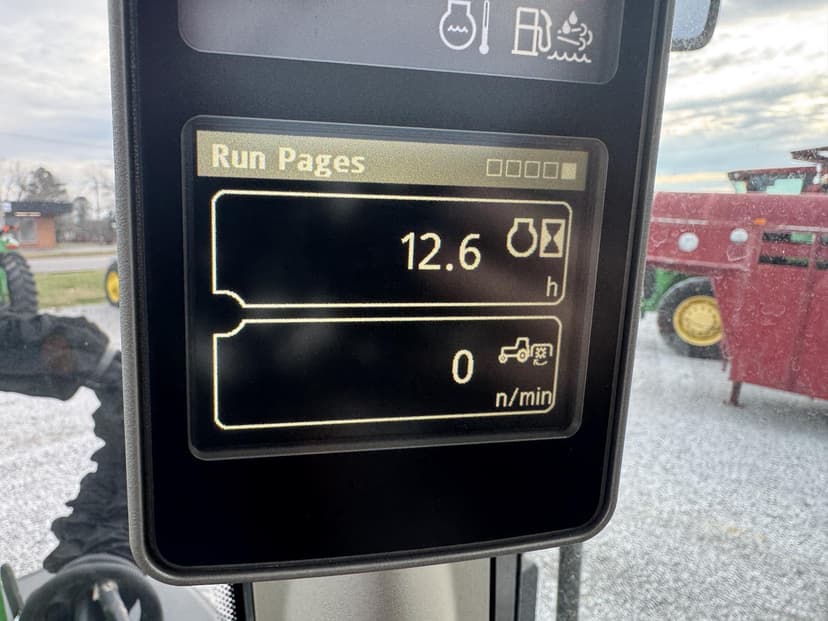 Run Pages
12.6
h
0
n/min